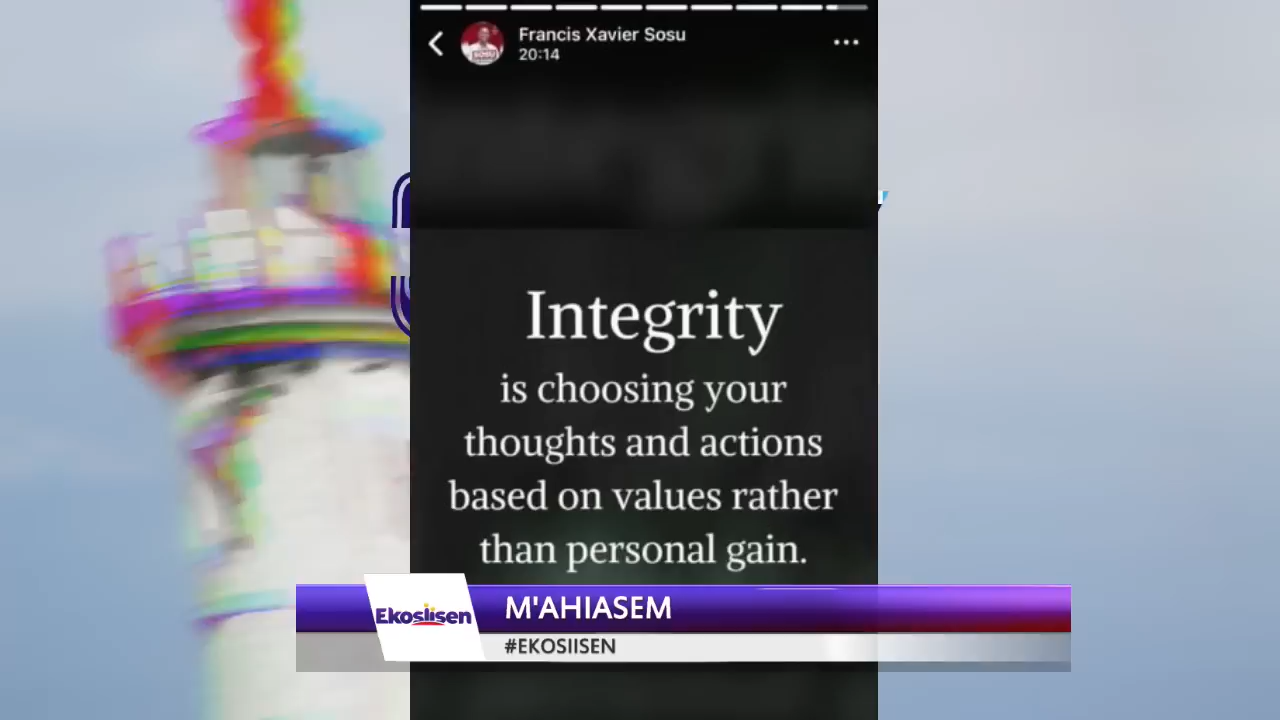 Francis Xavier Sosu
20:14
Integrity
is choosing your
thoughts and actions
based on values rather
than personal gain.
Ekosiisen
M'AHIASEM
#EKOSIISEN